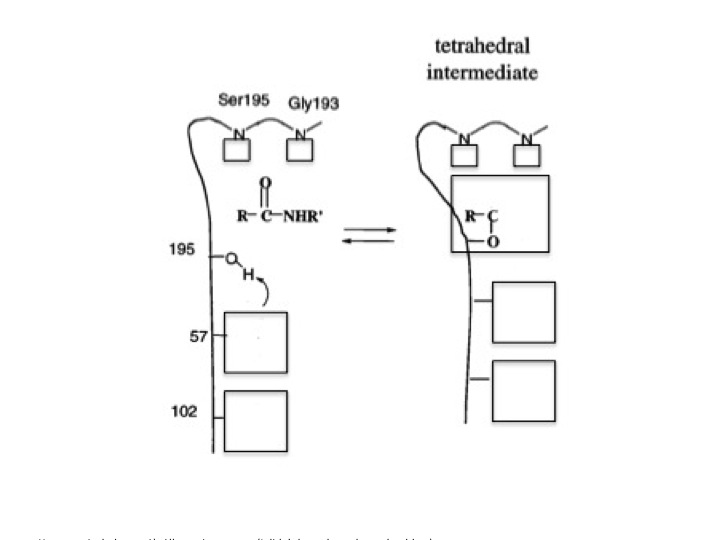 tetrahedral
intermediate
Ser195 Gly193
N N
N N
O
R-C-NHR'
R-C
O
195
O
H
57
102